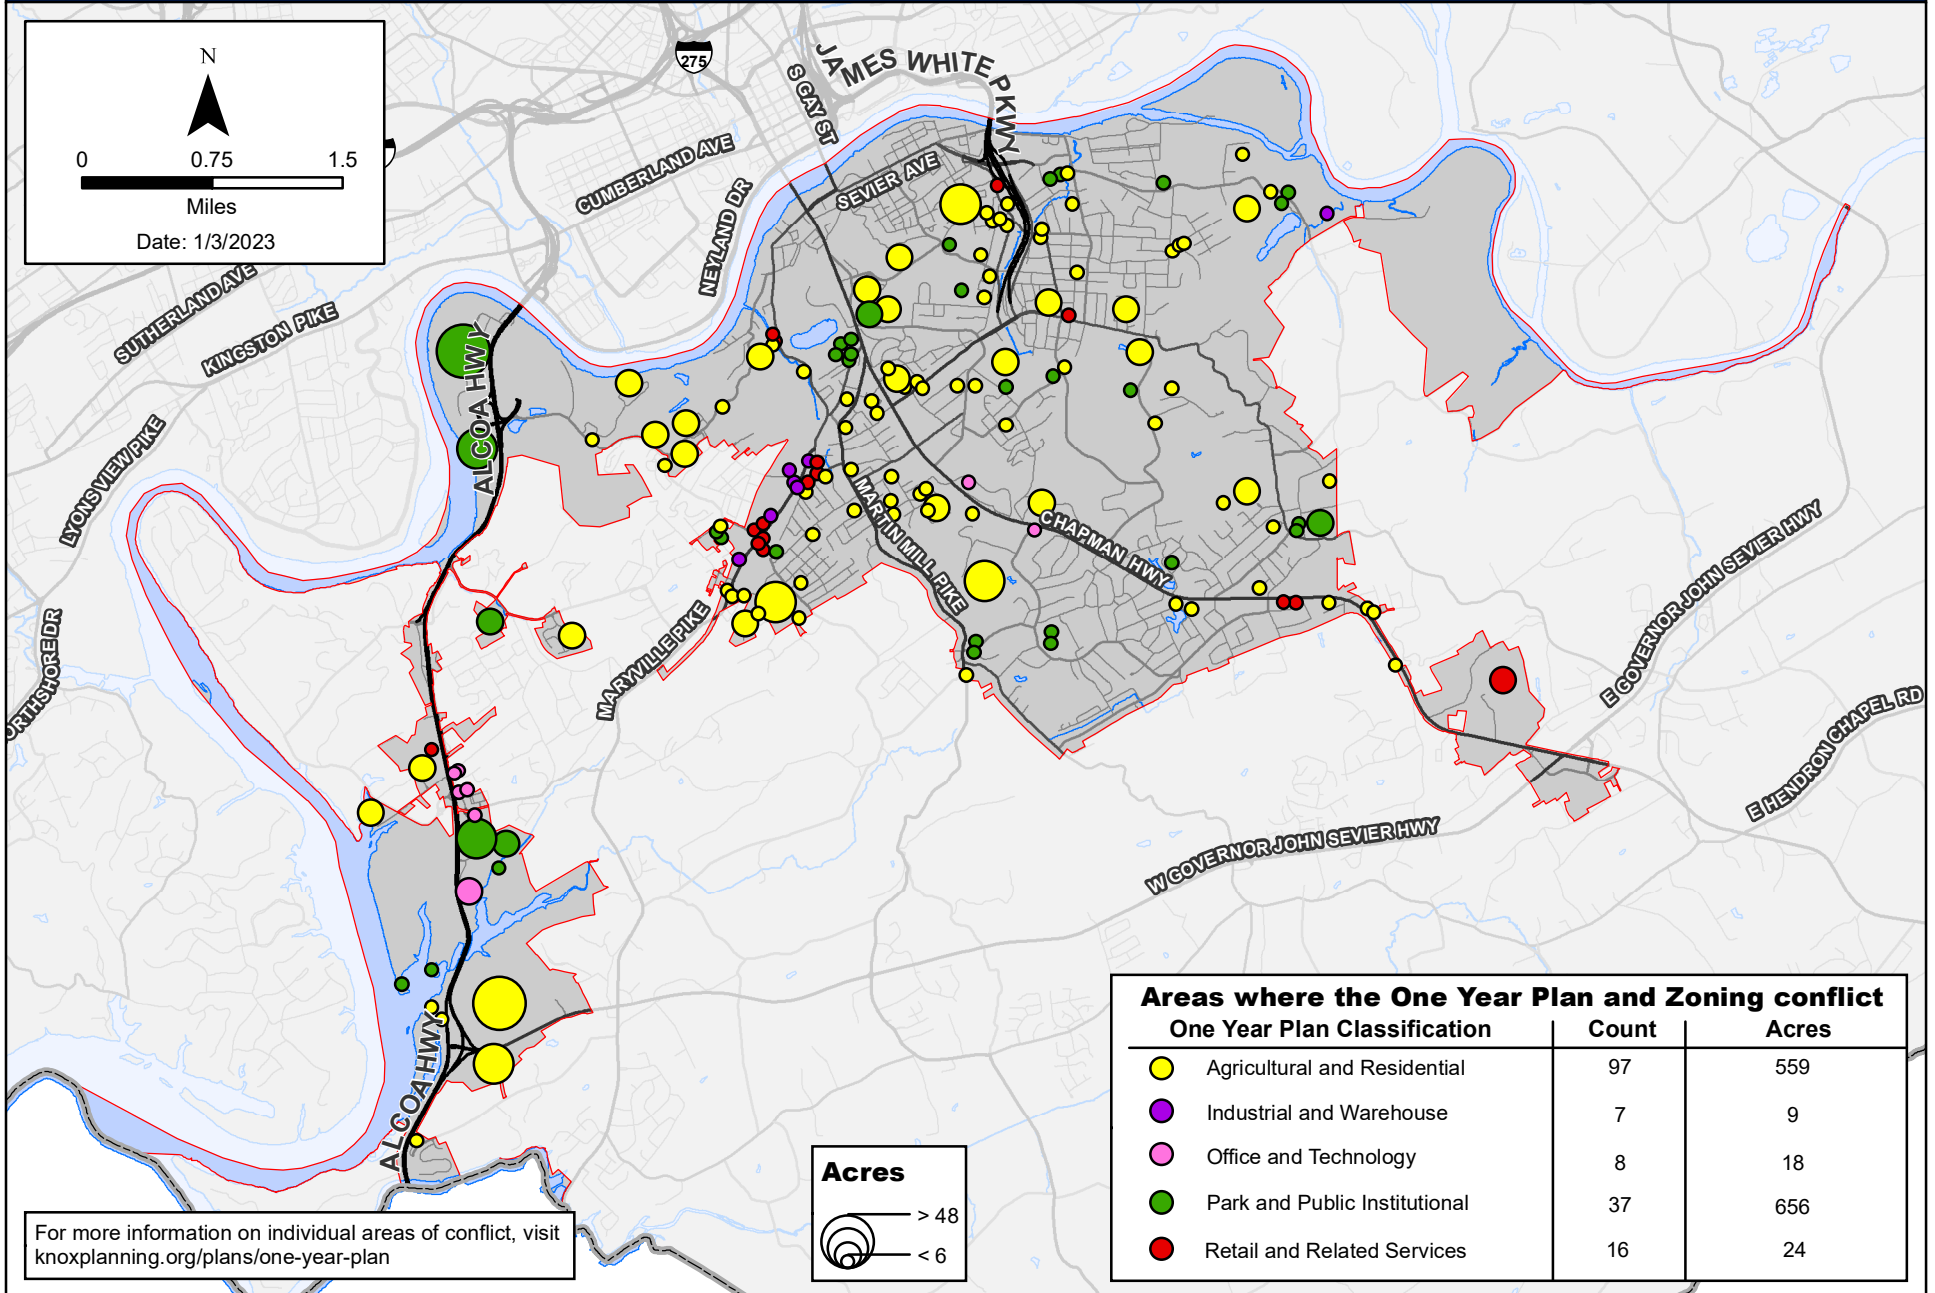 N
0 0.75 1.5
Miles
Date: 1/3/2023
275
JAMES WHITE PKWY
S GAY ST
CUMBERLAND AVE
SEVIER AVE
NEYLAND DR
SUTHERLAND AVE
KINGSTON PIKE
ALCOA HWY
LYONS VIEW PIKE
MARTIN MILL PIKE
CHAPMAN HWY
E GOVERNOR JOHN SEVIER HWY
ORTHSHORE DR
MARYVILLE PIKE
E HENDRON CHAPEL RD
W GOVERNOR JOHN SEVIER HWY
ALCOA HWY
Areas where the One Year Plan and Zoning conflict
One Year Plan Classification Count Acres
Agricultural and Residential 97 559
Industrial and Warehouse 7 9
Office and Technology 8 18
Park and Public Institutional 37 656
Retail and Related Services 16 24
Acres
> 48
< 6
For more information on individual areas of conflict, visit
knoxplanning.org/plans/one-year-plan